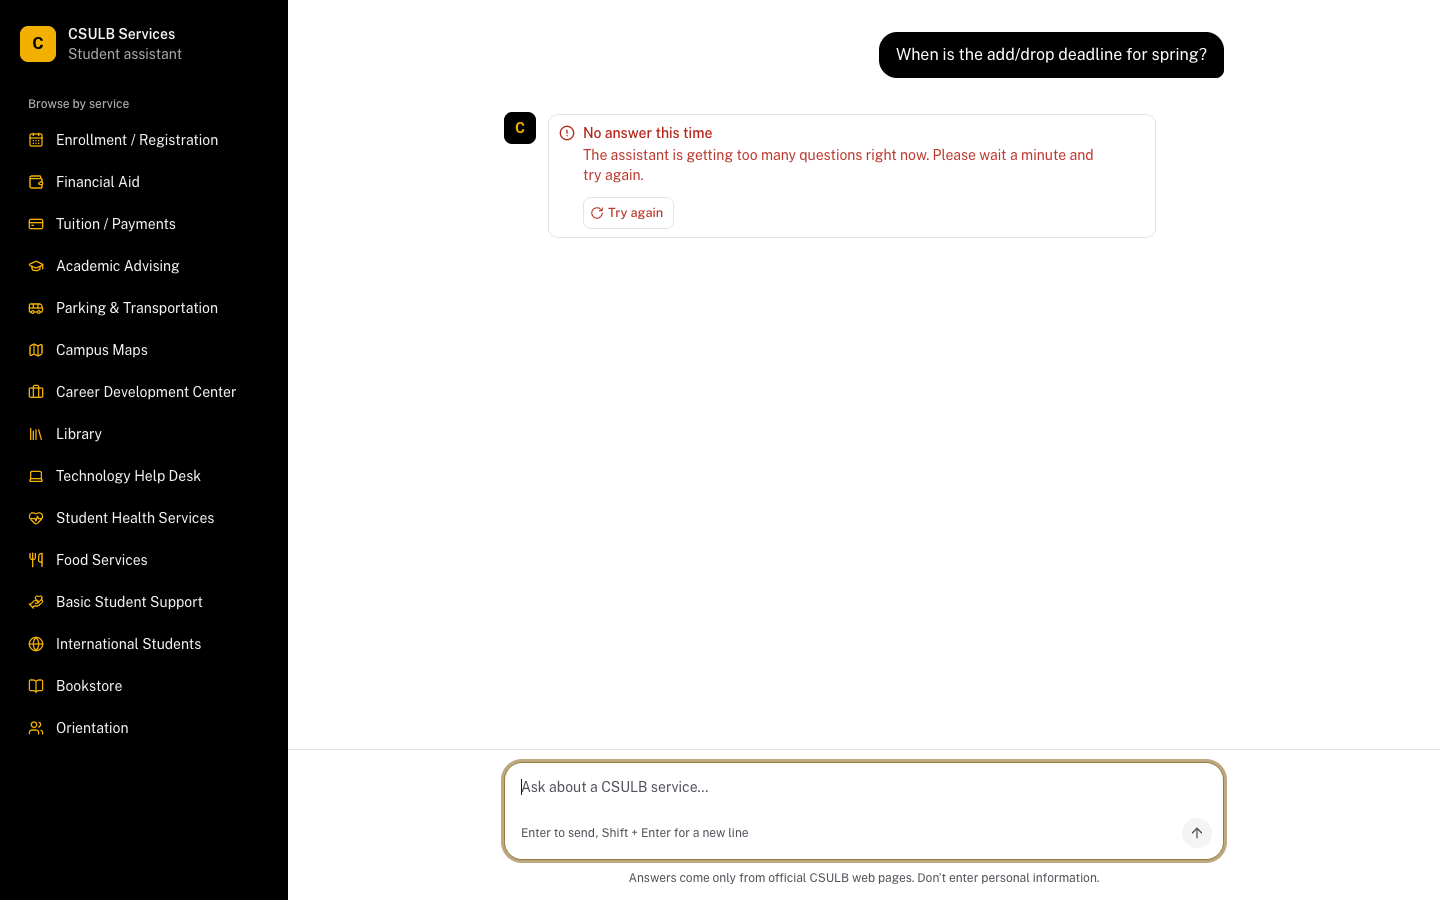 C
CSULB Services
Student assistant
Browse by service
Enrollment / Registration
Financial Aid
Tuition / Payments
Academic Advising
Parking & Transportation
Campus Maps
Career Development Center
Library
Technology Help Desk
Student Health Services
Food Services
Basic Student Support
International Students
Bookstore
Orientation
When is the add/drop deadline for spring?
C
No answer this time
The assistant is getting too many questions right now. Please wait a minute and
try again.
Try again
Ask about a CSULB service...
Enter to send, Shift + Enter for a new line
Answers come only from official CSULB web pages. Don't enter personal information.